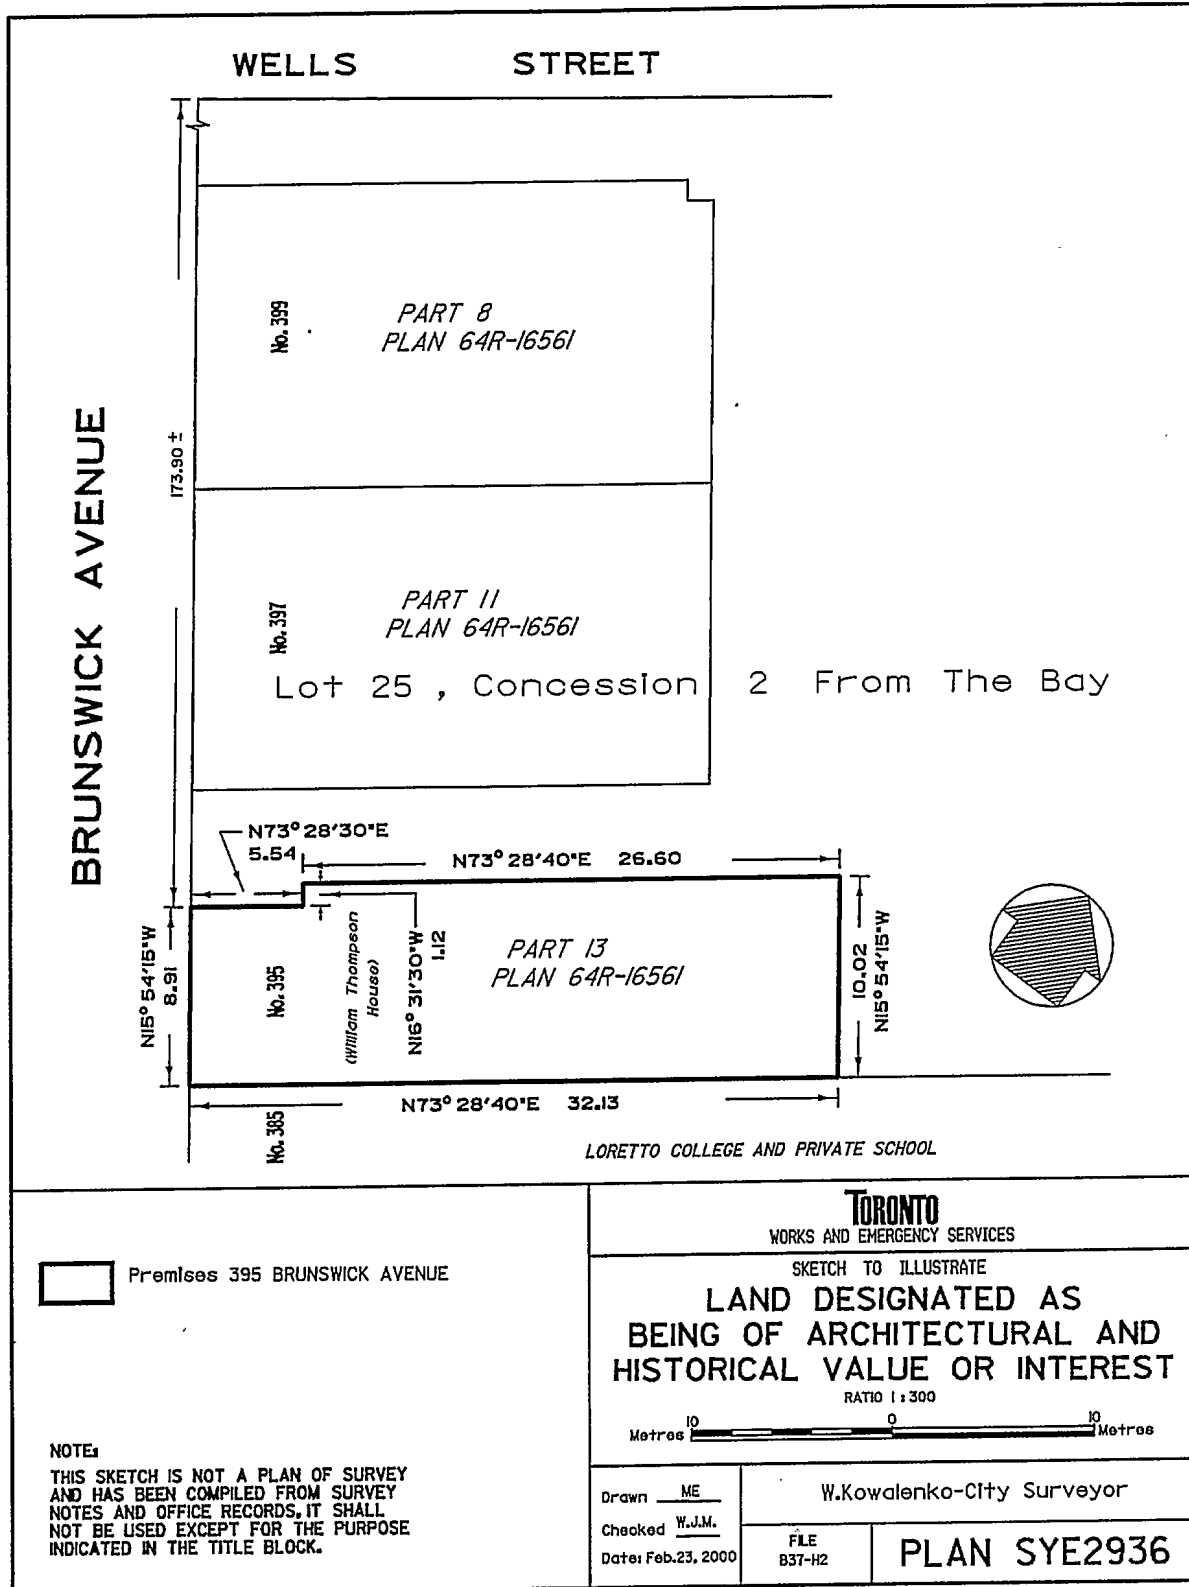 WELLS STREET
BRUNSWICK AVENUE
173.90 ±
No. 399
PART 8
PLAN 64R-16561
No. 397
PART 11
PLAN 64R-16561
Lot 25 , Concession 2 From The Bay
N73° 28'30"E
5.54
N73° 28'40"E 26.60
N15° 54'15"W
8.91
No. 395
(William Thompson
House)
N16° 31'30"W
1.12
PART 13
PLAN 64R-16561
10.02
N15° 54'15"W
N73° 28'40"E 32.13
No. 385
LORETTO COLLEGE AND PRIVATE SCHOOL
Premises 395 BRUNSWICK AVENUE
NOTE:
THIS SKETCH IS NOT A PLAN OF SURVEY
AND HAS BEEN COMPILED FROM SURVEY
NOTES AND OFFICE RECORDS, IT SHALL
NOT BE USED EXCEPT FOR THE PURPOSE
INDICATED IN THE TITLE BLOCK.
TORONTO
WORKS AND EMERGENCY SERVICES
SKETCH TO ILLUSTRATE
LAND DESIGNATED AS
BEING OF ARCHITECTURAL AND
HISTORICAL VALUE OR INTEREST
RATIO 1 : 300
10 0 10
Metres Metres
Drawn ME
Checked W.J.M.
Date: Feb. 23, 2000
W.Kowalenko-City Surveyor
FILE
B37-H2
PLAN SYE2936